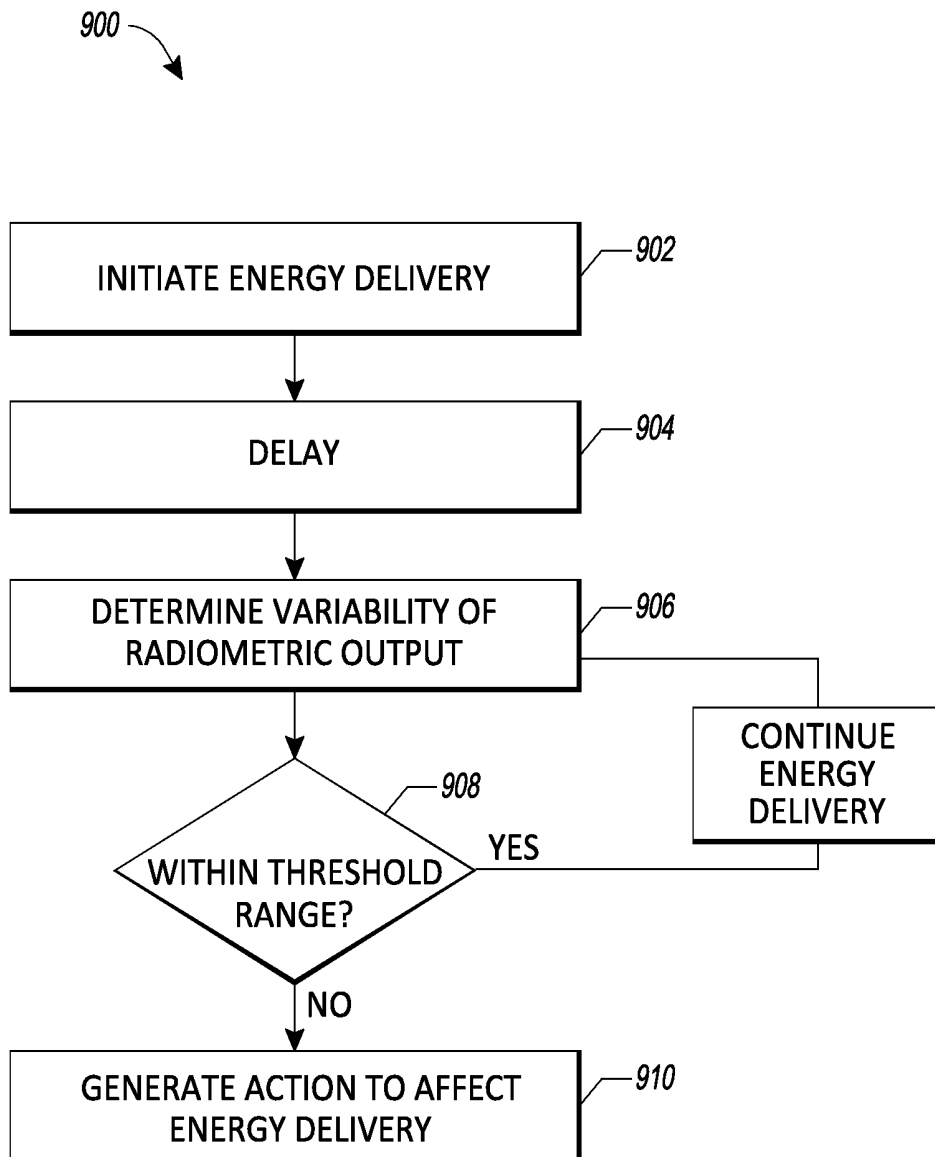 900
INITIATE ENERGY DELIVERY
902
DELAY
904
DETERMINE VARIABILITY OF
RADIOMETRIC OUTPUT
906
CONTINUE
ENERGY
DELIVERY
908
WITHIN THRESHOLD
RANGE?
YES
NO
GENERATE ACTION TO AFFECT
ENERGY DELIVERY
910